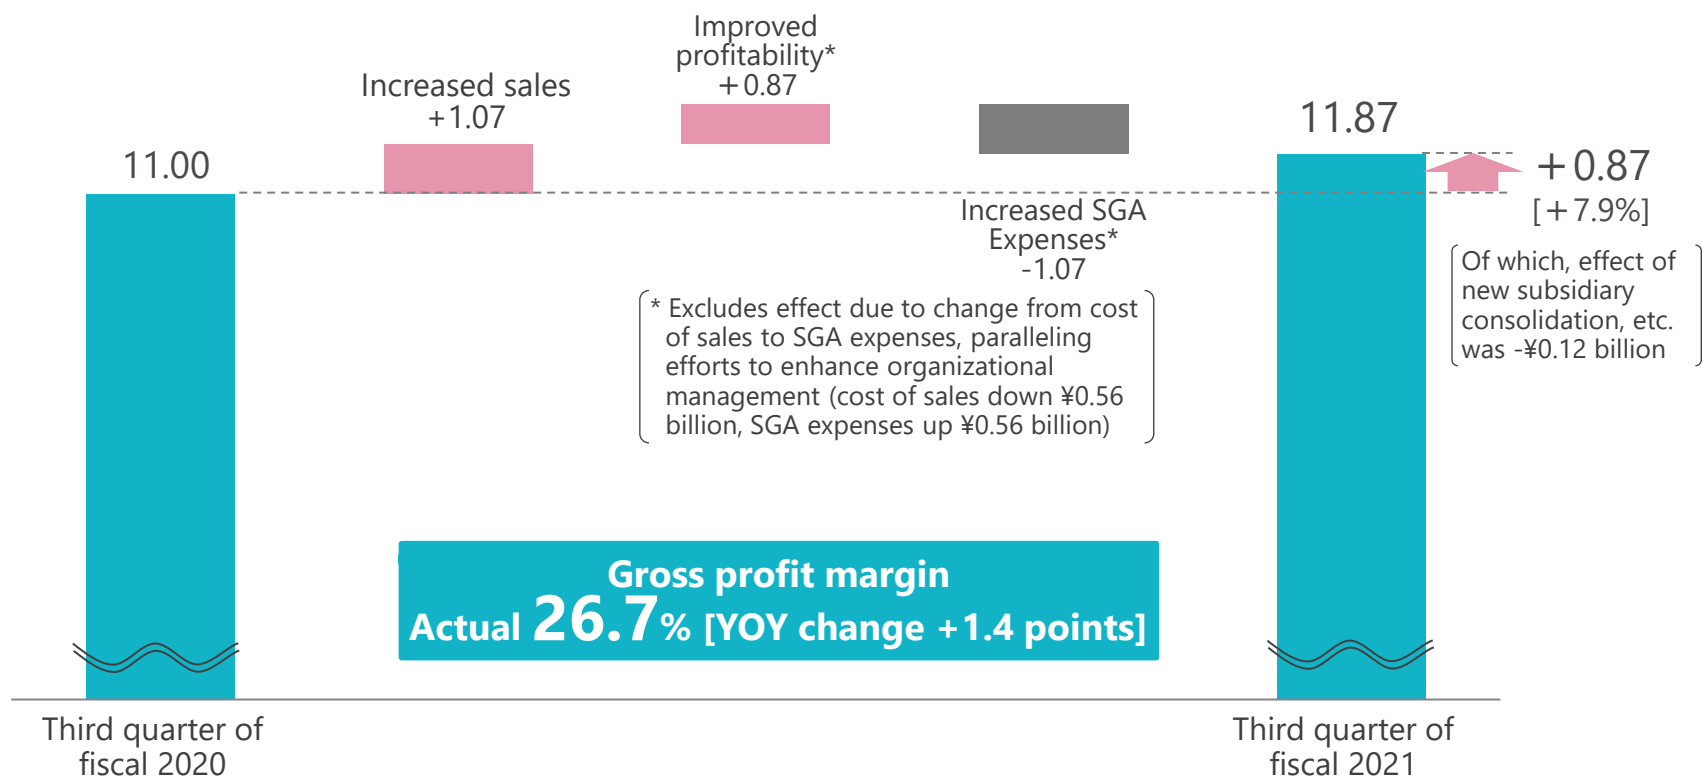 Improved
profitability*
+0.87
Increased sales
+1.07
11.00
11.87
+0.87
[+7.9%]
Increased SGA
Expenses*
-1.07
Of which, effect of
new subsidiary
consolidation, etc.
was -¥0.12 billion
* Excludes effect due to change from cost
of sales to SGA expenses, paralleling
efforts to enhance organizational
management (cost of sales down ¥0.56
billion, SGA expenses up ¥0.56 billion)
Gross profit margin
Actual 26.7% [YOY change +1.4 points]
Third quarter of
fiscal 2020
Third quarter of
fiscal 2021